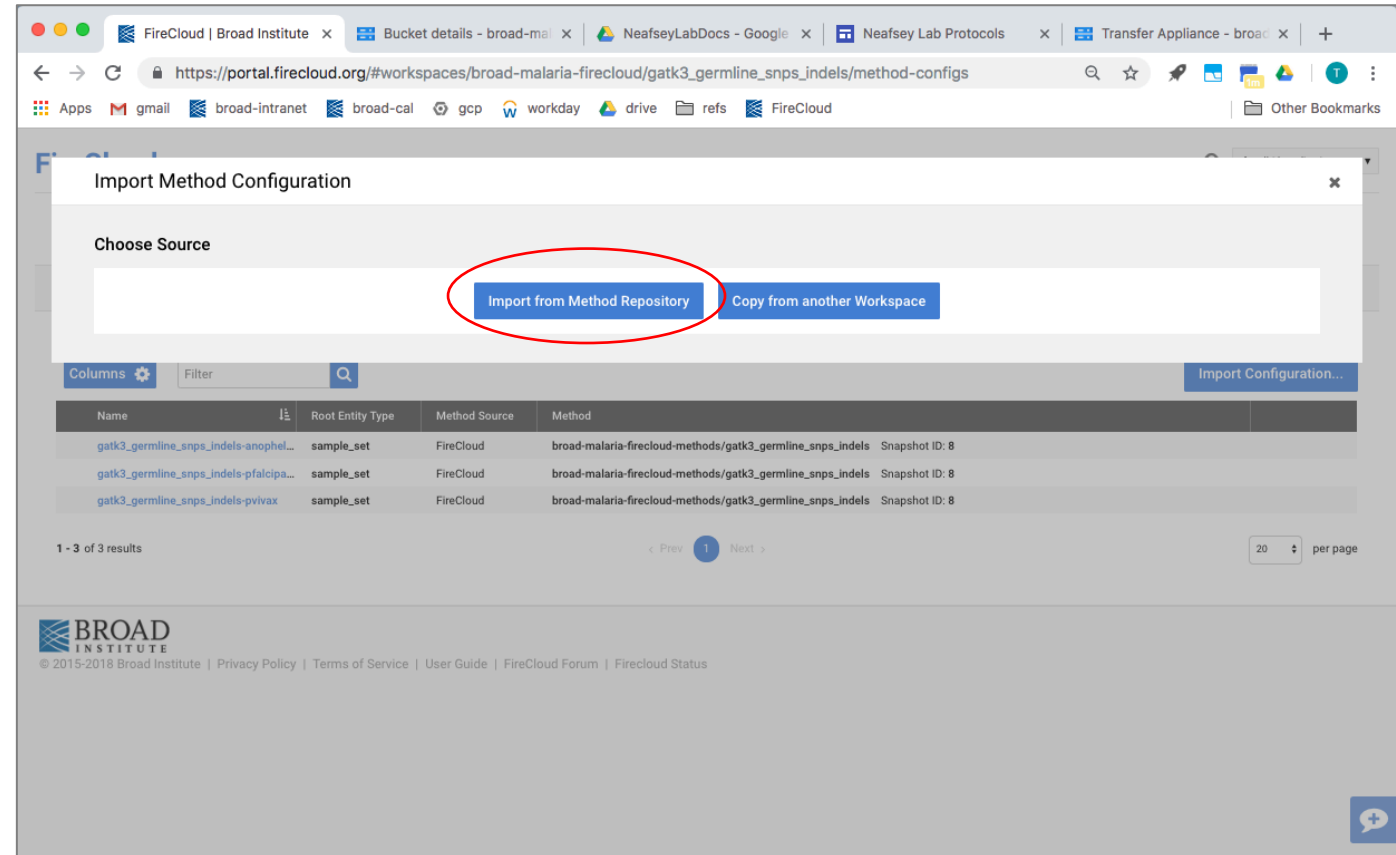 FireCloud | Broad Institute
Bucket details - broad-mal
NeafseyLabDocs - Google
Neafsey Lab Protocols
Transfer Appliance - broad
https://portal.firecloud.org/#workspaces/broad-malaria-firecloud/gatk3_germline_snps_indels/method-configs
1m
T
Apps gmail broad-intranet broad-cal gcp workday drive refs FireCloud Other Bookmarks
Import Method Configuration
Choose Source
Import from Method Repository Copy from another Workspace
Columns Filter Import Configuration...
Name Root Entity Type Method Source Method
gatk3_germline_snps_indels-anophel... sample_set FireCloud broad-malaria-firecloud-methods/gatk3_germline_snps_indels Snapshot ID: 8
gatk3_germline_snps_indels-pfalcipa... sample_set FireCloud broad-malaria-firecloud-methods/gatk3_germline_snps_indels Snapshot ID: 8
gatk3_germline_snps_indels-pvivax sample_set FireCloud broad-malaria-firecloud-methods/gatk3_germline_snps_indels Snapshot ID: 8
1 - 3 of 3 results < Prev 1 Next > 20 per page
BROAD
INSTITUTE
© 2015-2018 Broad Institute | Privacy Policy | Terms of Service | User Guide | FireCloud Forum | Firecloud Status